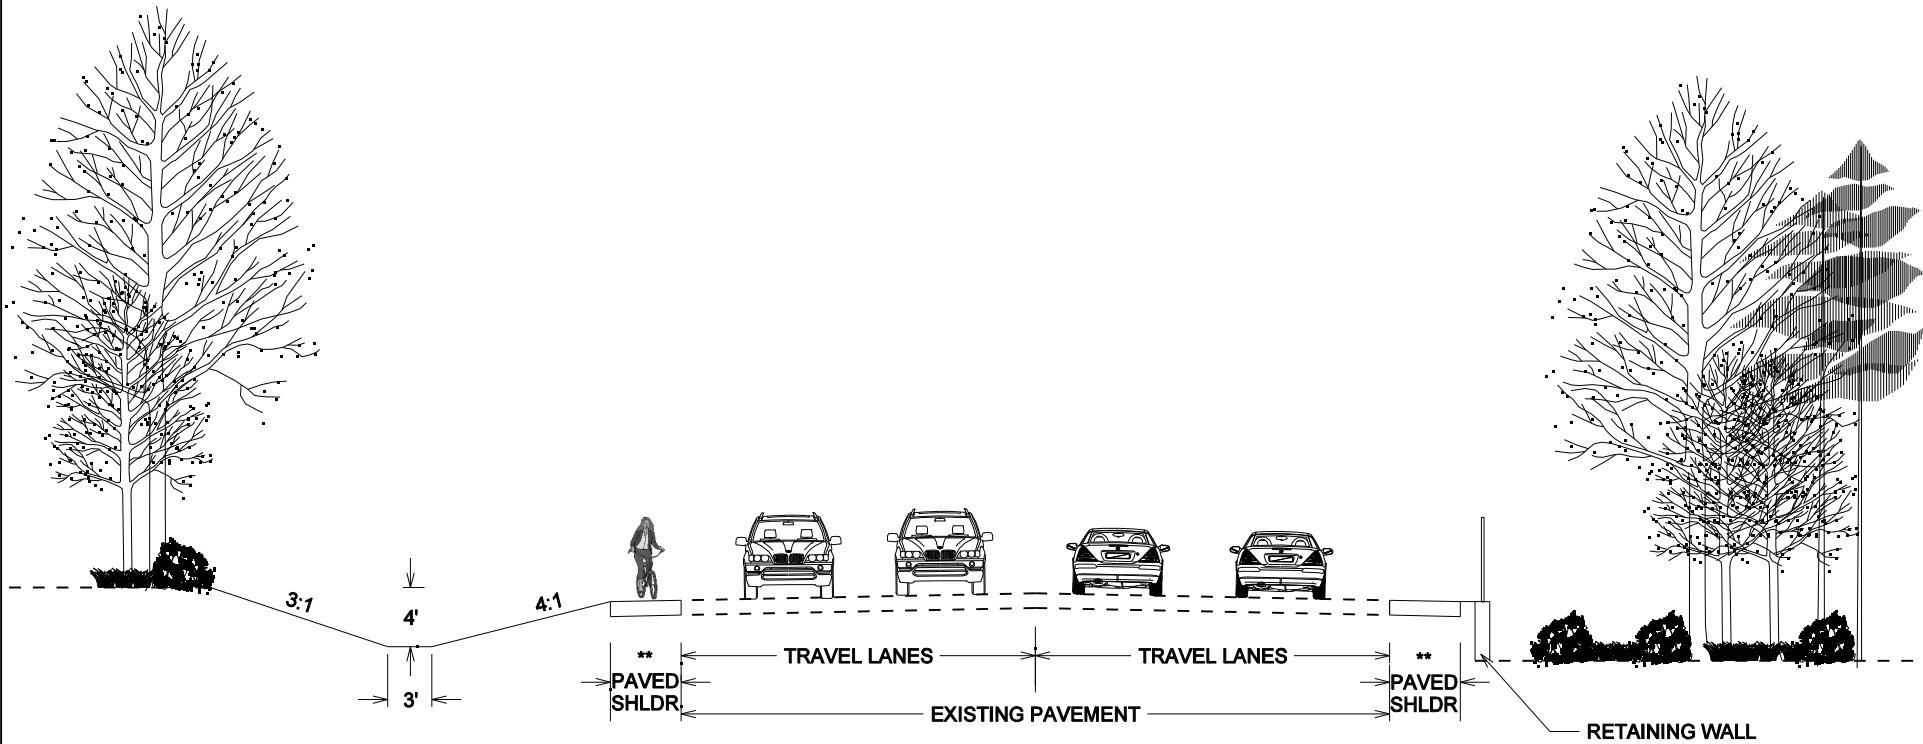 3:1
4'
4:1
3'
**
PAVED
SHLDR.
TRAVEL LANES
TRAVEL LANES
**
PAVED
SHLDR
EXISTING PAVEMENT
RETAINING WALL